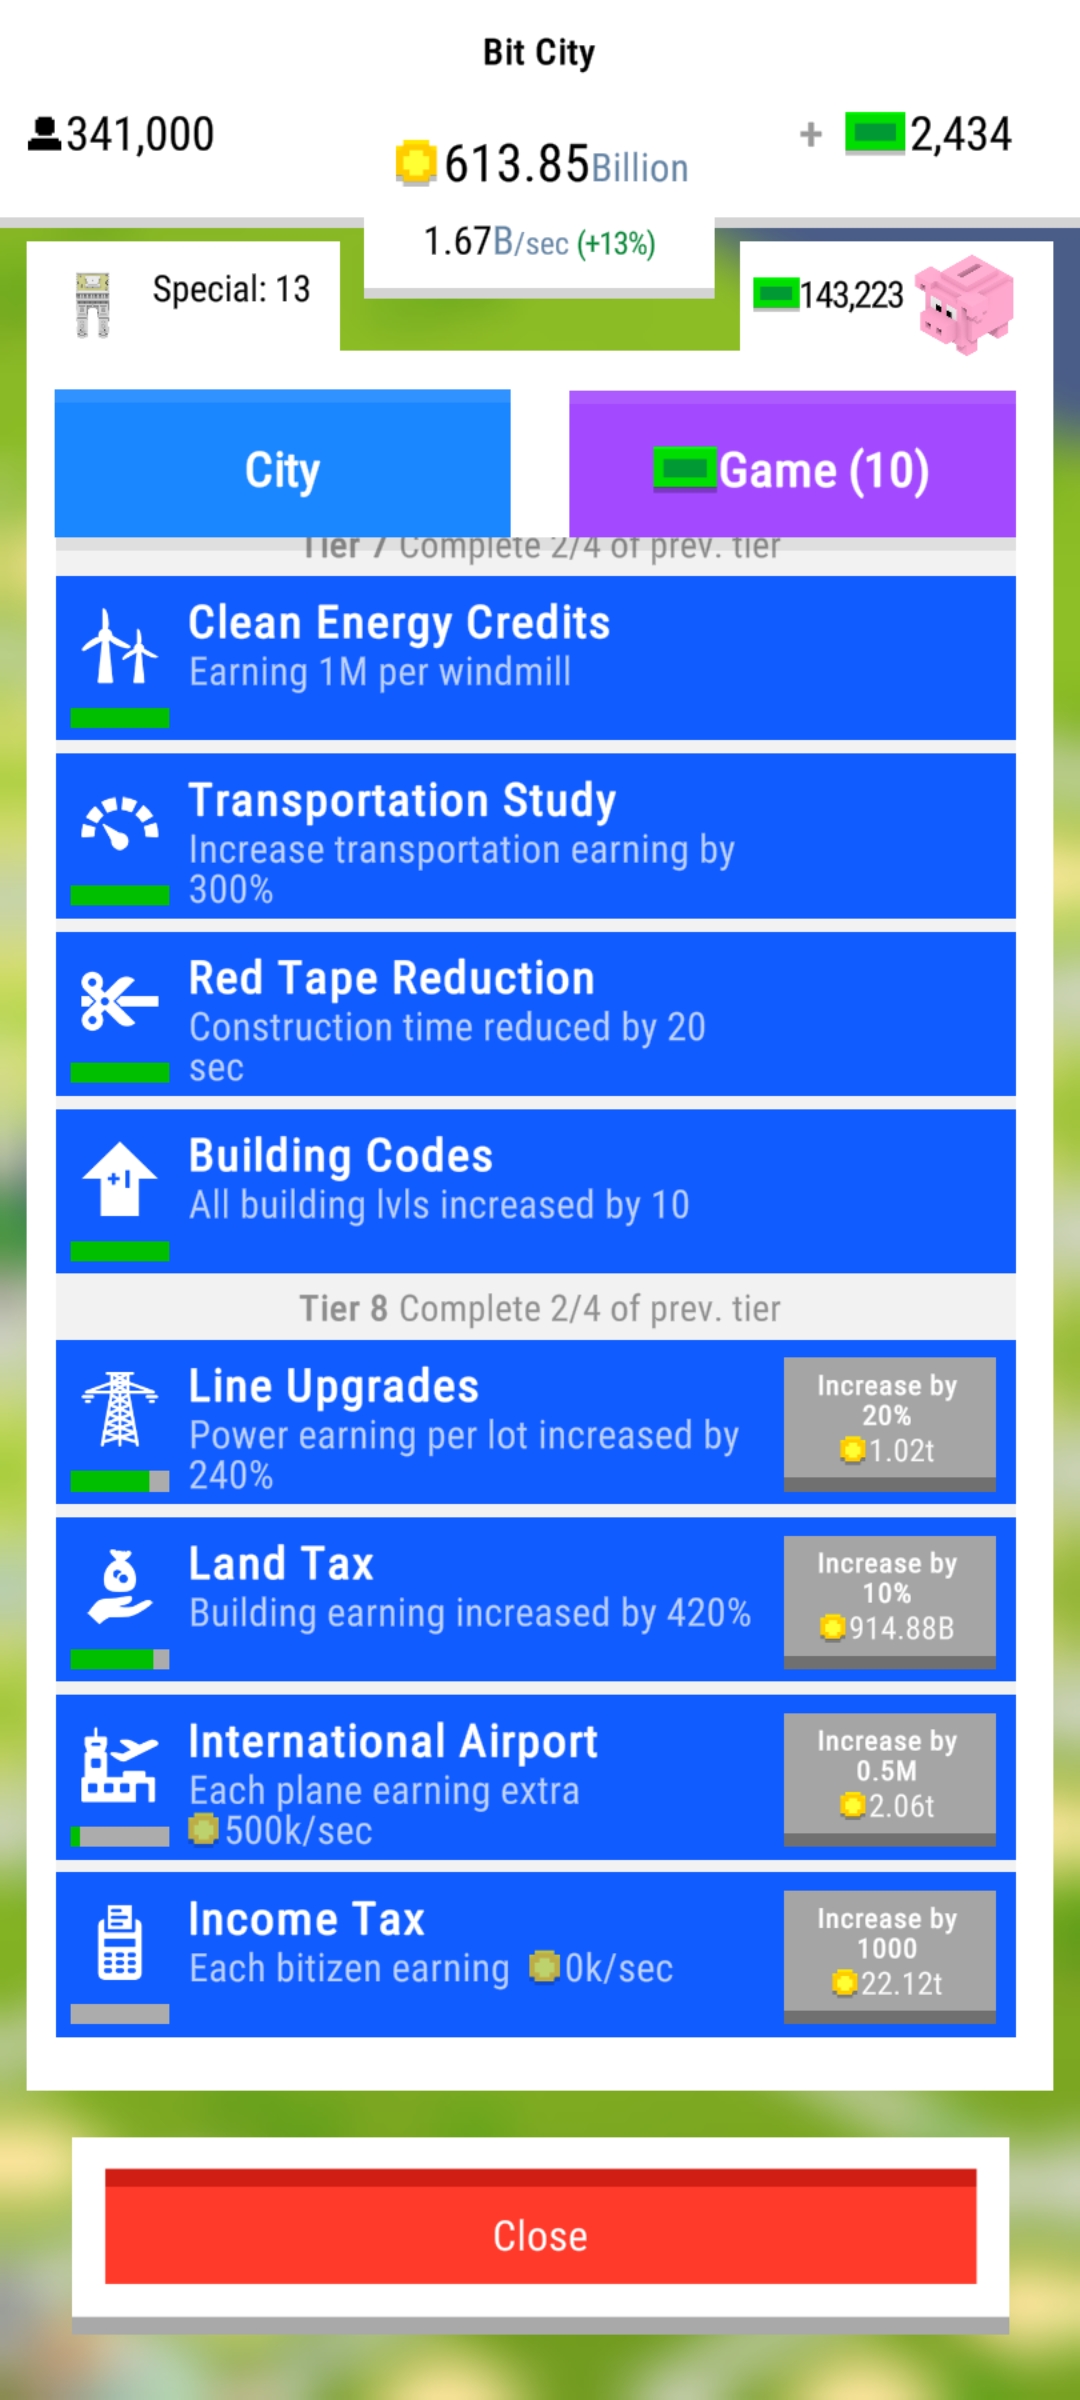 Bit City
341,000
613.85Billion
+ 2,434
1.67B/sec (+13%)
Special: 13
143,223
City
Game (10)
Tier 7 Complete 2/4 of prev. tier
Clean Energy Credits
Earning 1M per windmill
Transportation Study
Increase transportation earning by
300%
Red Tape Reduction
Construction time reduced by 20
sec
+1
Building Codes
All building lvls increased by 10
Tier 8 Complete 2/4 of prev. tier
Line Upgrades
Power earning per lot increased by
240%
Increase by
20%
1.02t
Land Tax
Building earning increased by 420%
Increase by
10%
914.88B
International Airport
Each plane earning extra
500k/sec
Increase by
0.5M
2.06t
Income Tax
Each bitizen earning 0k/sec
Increase by
1000
22.12t
Close